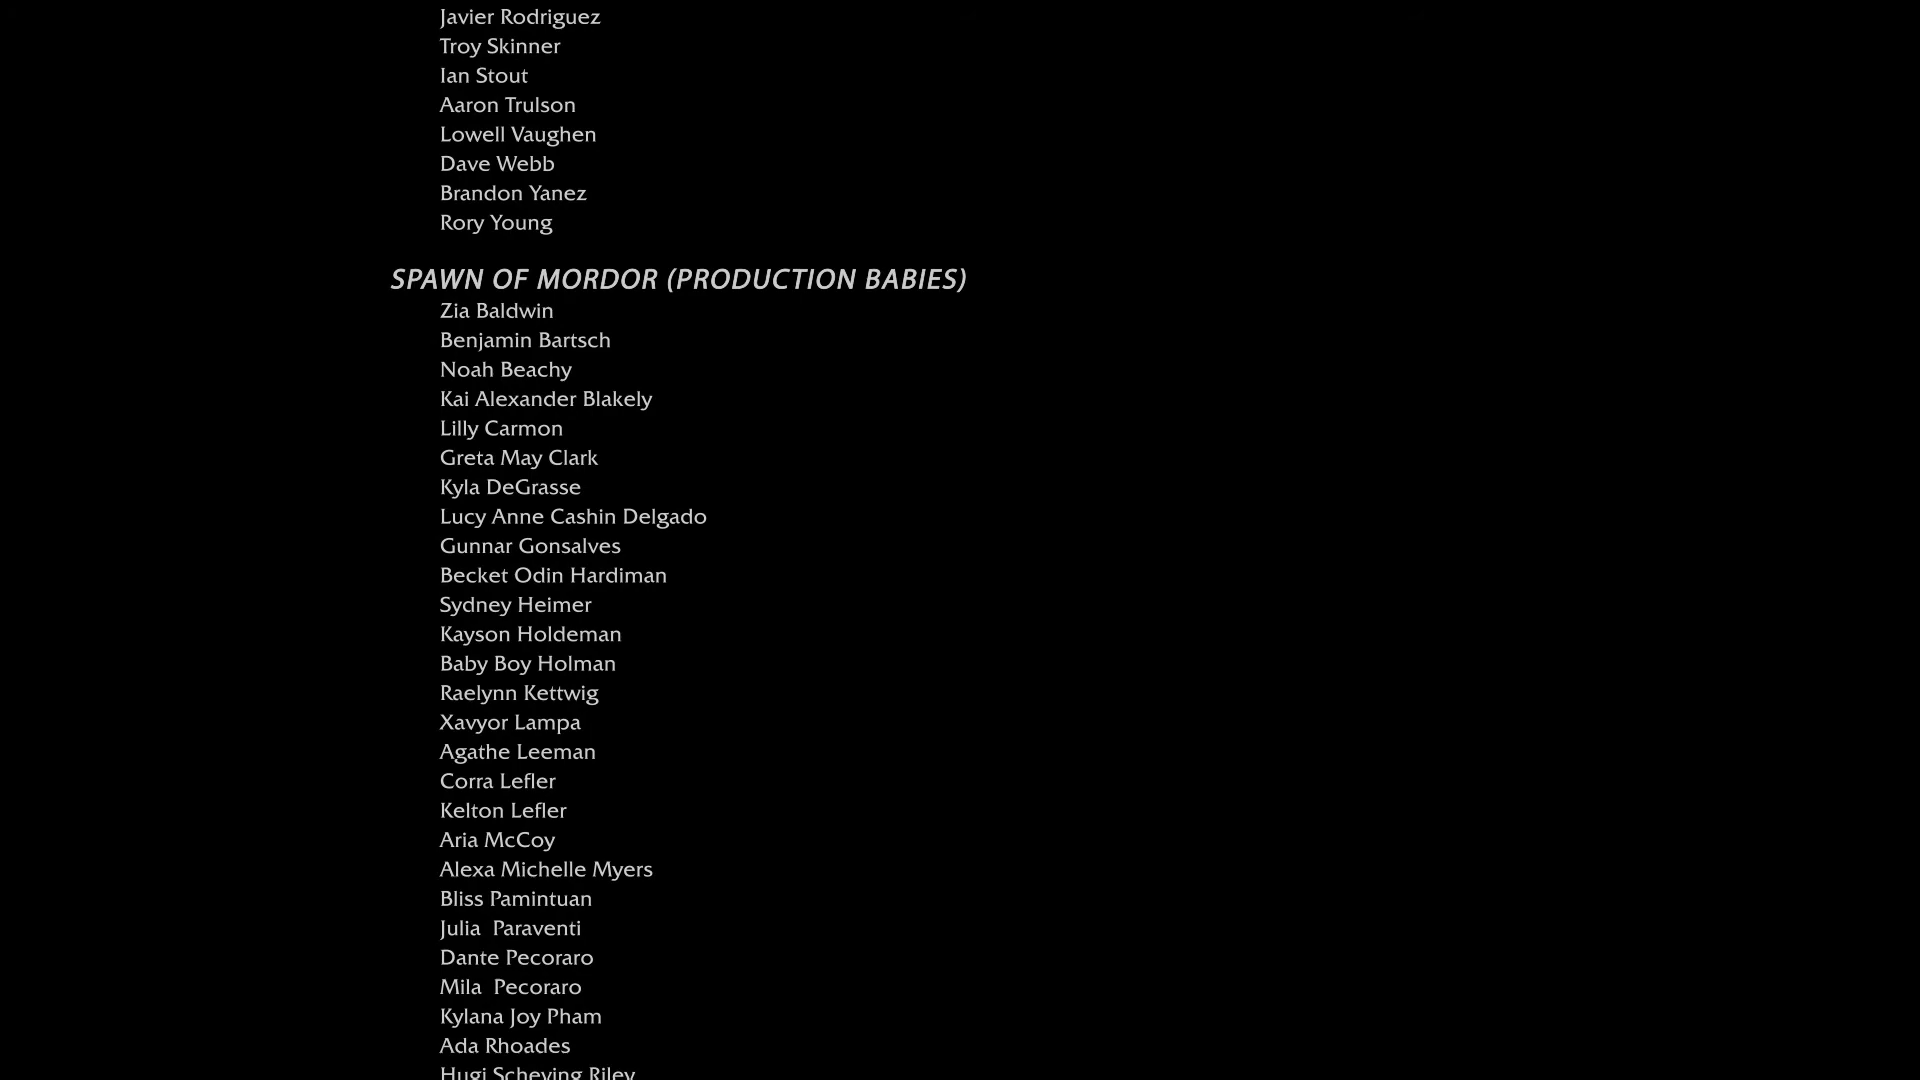 Javier Rodriguez
Troy Skinner
Ian Stout
Aaron Trulson
Lowell Vaughen
Dave Webb
Brandon Yanez
Rory Young
SPAWN OF MORDOR (PRODUCTION BABIES)
Zia Baldwin
Benjamin Bartsch
Noah Beachy
Kai Alexander Blakely
Lilly Carmon
Greta May Clark
Kyla DeGrasse
Lucy Anne Cashin Delgado
Gunnar Gonsalves
Becket Odin Hardiman
Sydney Heimer
Kayson Holdeman
Baby Boy Holman
Raelynn Kettwig
Xavyor Lampa
Agathe Leeman
Corra Lefler
Kelton Lefler
Aria McCoy
Alexa Michelle Myers
Bliss Pamintuan
Julia  Paraventi
Dante Pecoraro
Mila  Pecoraro
Kylana Joy Pham
Ada Rhoades
Hugi Scheving Riley